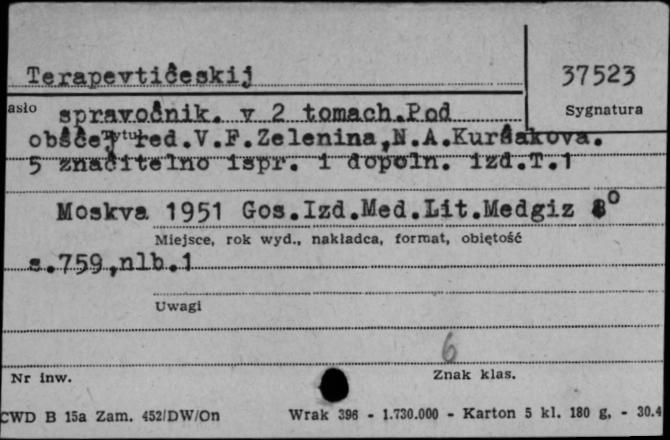 Terapevtičeskij
37523
asło
Sygnatura
spravočnik. v 2 tomach.Pod
obščej red.V.F.Zelenina,N.A.Kuršakova.
5 značitelno ispr. i dopoln. izd.T.1
Moskva 1951 Gos.Izd.Med.Lit.Medgiz 8°
Miejsce, rok wyd., nakładca, format, objętość
s.759,nlb.1
Uwagi
6
Nr inw.
Znak klas.
CWD B 15a Zam. 452/DW/On
Wrak 396 - 1.730.000 - Karton 5 kl. 180 g. - 30.4